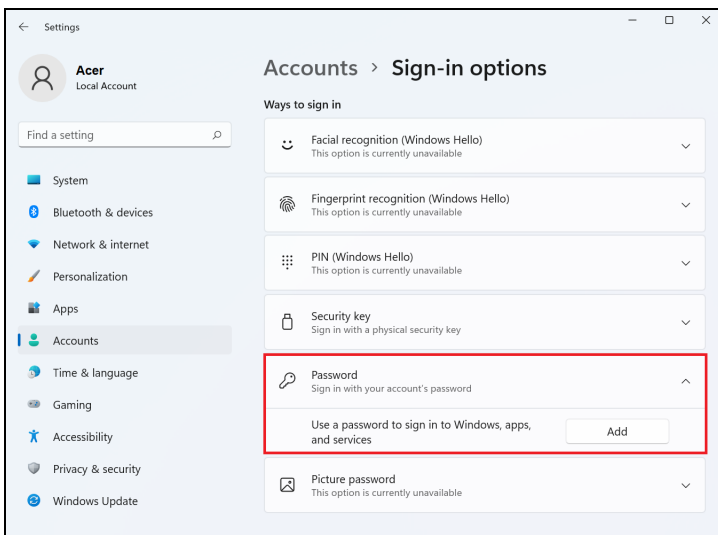 Settings
Acer
Local Account
Find a setting
System
Bluetooth & devices
Network & internet
Personalization
Apps
Accounts
Time & language
Gaming
Accessibility
Privacy & security
Windows Update
Accounts > Sign-in options
Ways to sign in
Facial recognition (Windows Hello)
This option is currently unavailable
Fingerprint recognition (Windows Hello)
This option is currently unavailable
PIN (Windows Hello)
This option is currently unavailable
Security key
Sign in with a physical security key
Password
Sign in with your account's password
Use a password to sign in to Windows, apps,
and services
Add
Picture password
This option is currently unavailable